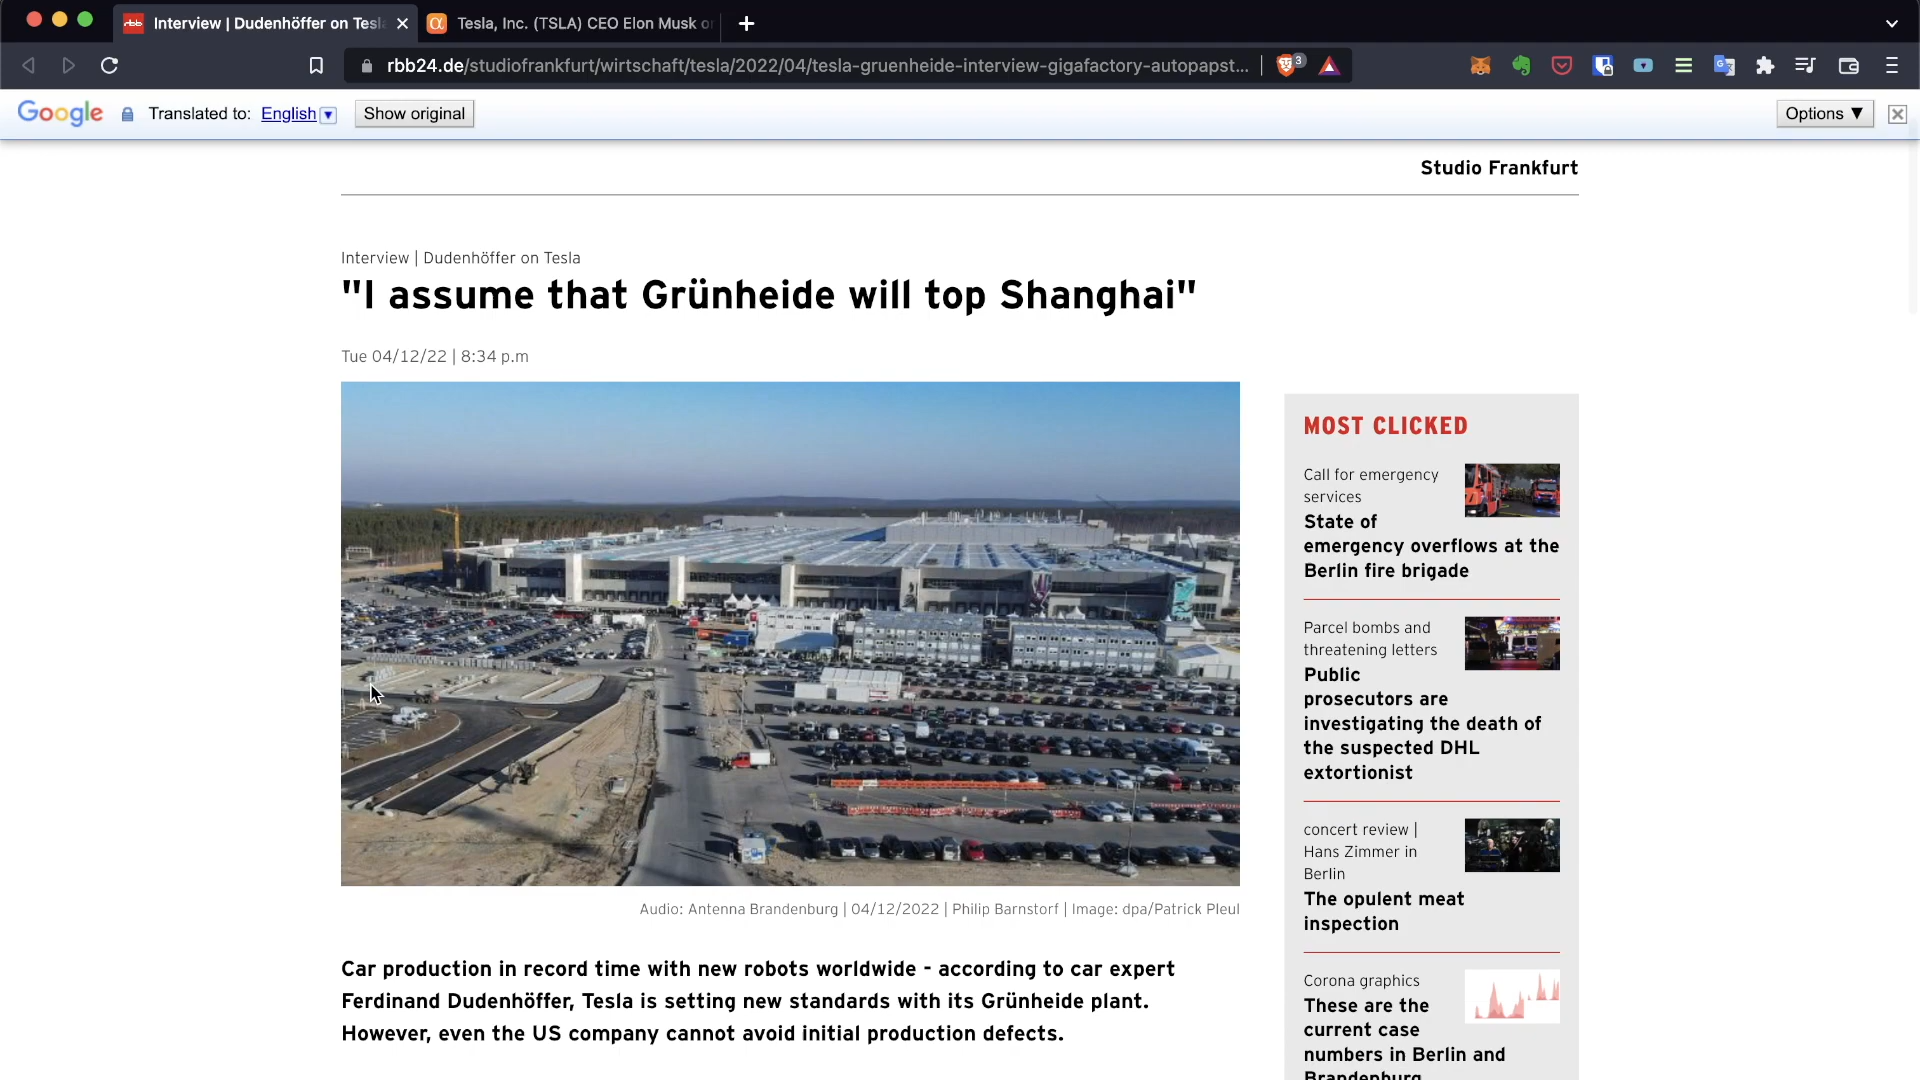 Interview | Dudenhöffer on Tesl
Tesla, Inc. (TSLA) CEO Elon Musk o
rbb24.de/studiofrankfurt/wirtschaft/tesla/2022/04/tesla-gruenheide-interview-gigafactory-autopapst...
3
Google
Translated to:
English
Show original
Options ▼
Studio Frankfurt
Interview | Dudenhöffer on Tesla
"I assume that Grünheide will top Shanghai"
Tue 04/12/22 | 8:34 p.m
Audio: Antenna Brandenburg | 04/12/2022 | Philip Barnstorf | Image: dpa/Patrick Pleul
Car production in record time with new robots worldwide - according to car expert
Ferdinand Dudenhöffer, Tesla is setting new standards with its Grünheide plant.
However, even the US company cannot avoid initial production defects.
MOST CLICKED
Call for emergency
services
State of
emergency overflows at the
Berlin fire brigade
Parcel bombs and
threatening letters
Public
prosecutors are
investigating the death of
the suspected DHL
extortionist
concert review |
Hans Zimmer in
Berlin
The opulent meat
inspection
Corona graphics
These are the
current case
numbers in Berlin and
Brandenburg